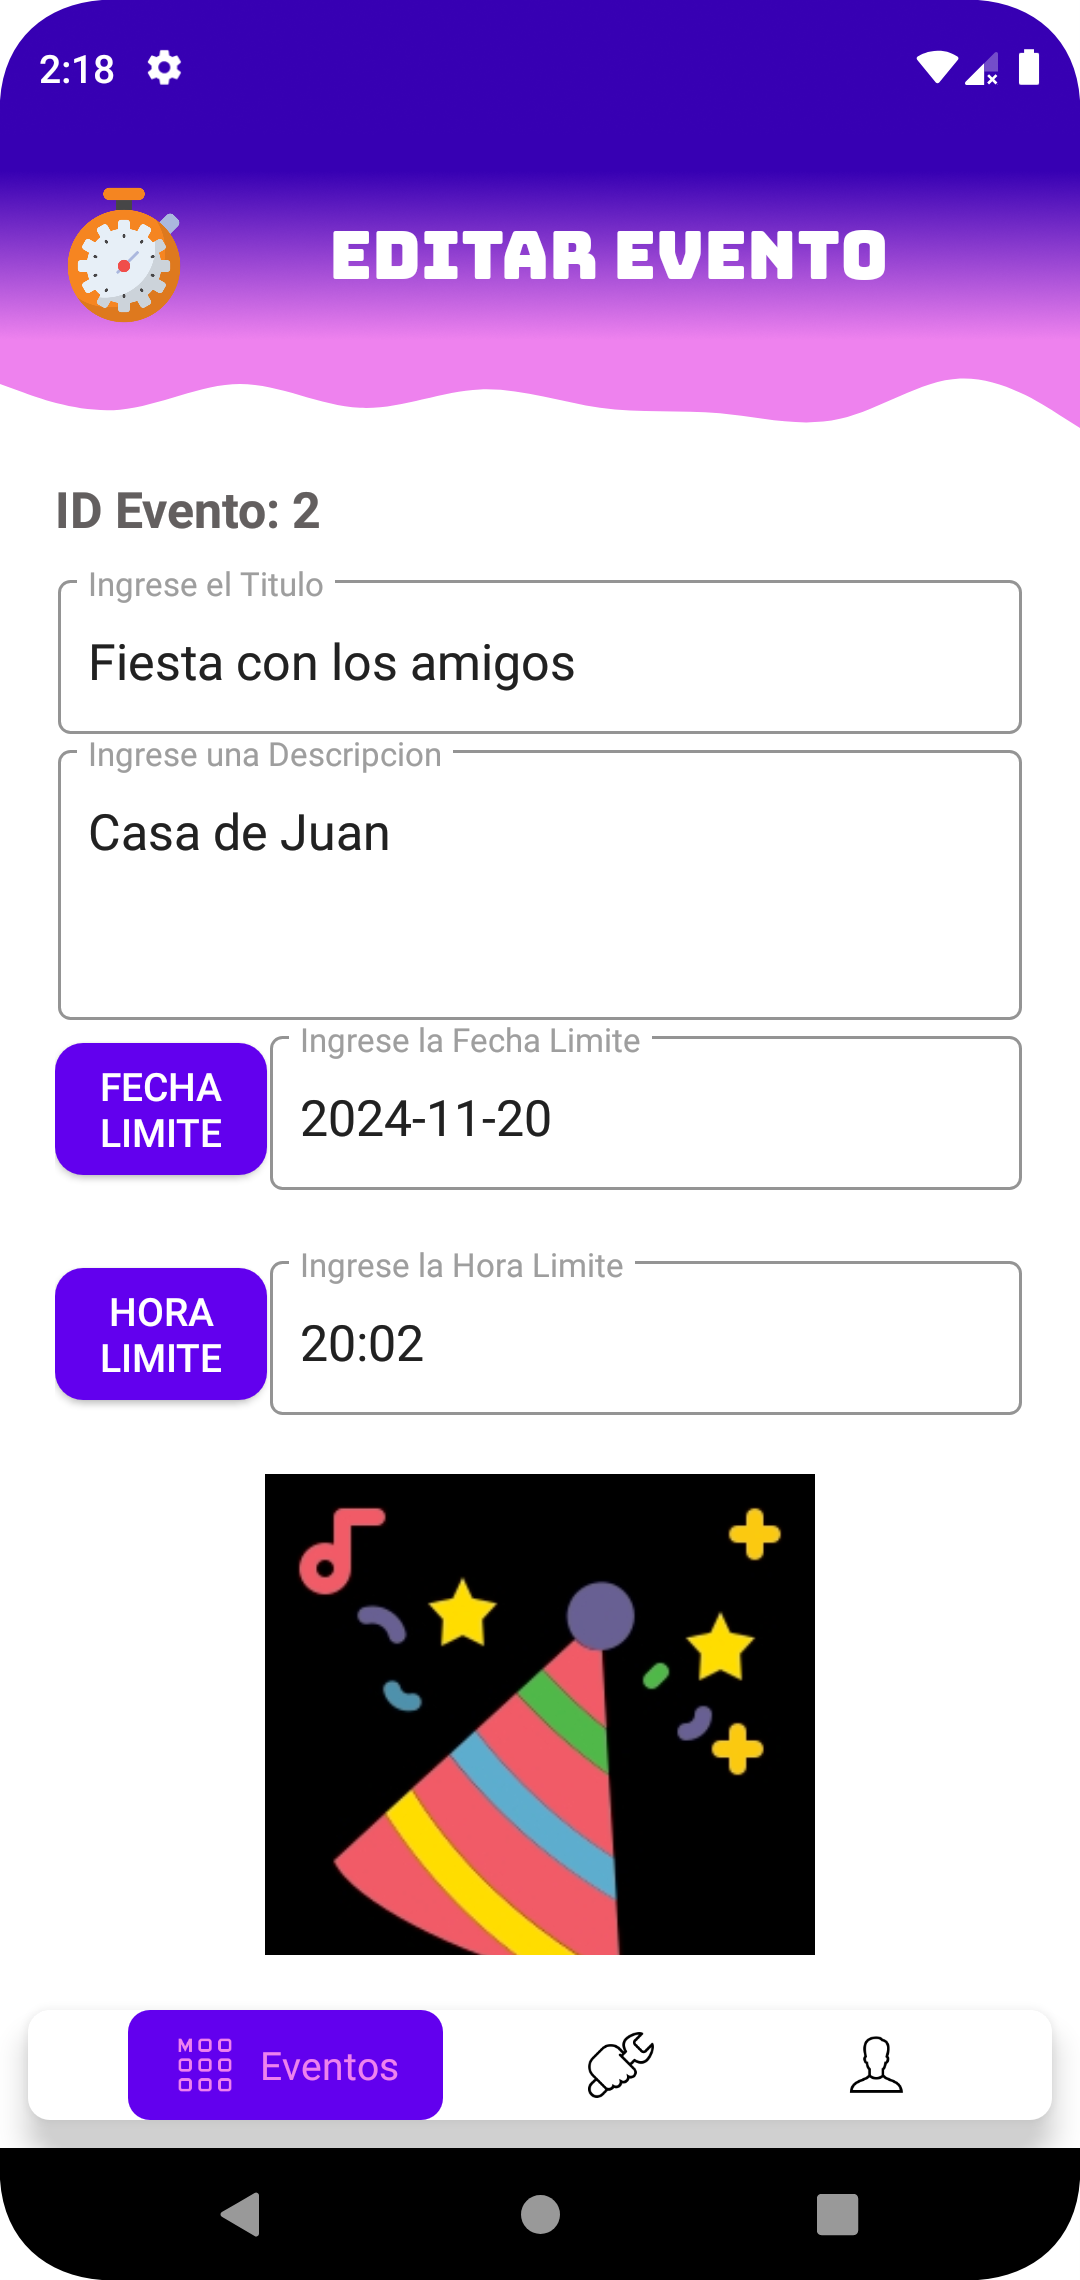 2:18
EDITAR EVENTO
ID Evento: 2
Ingrese el Titulo
Fiesta con los amigos
Ingrese una Descripcion
Casa de Juan
FECHA
LIMITE
Ingrese la Fecha Limite
2024-11-20
HORA
LIMITE
Ingrese la Hora Limite
20:02
M
Eventos